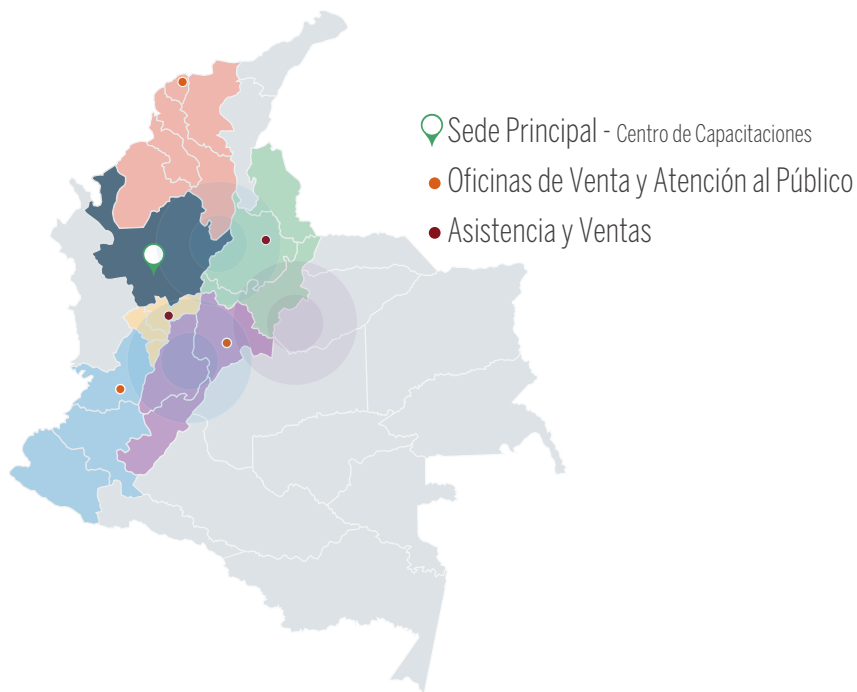 Sede Principal - Centro de Capacitaciones
Oficinas de Venta y Atención al Público
Asistencia y Ventas